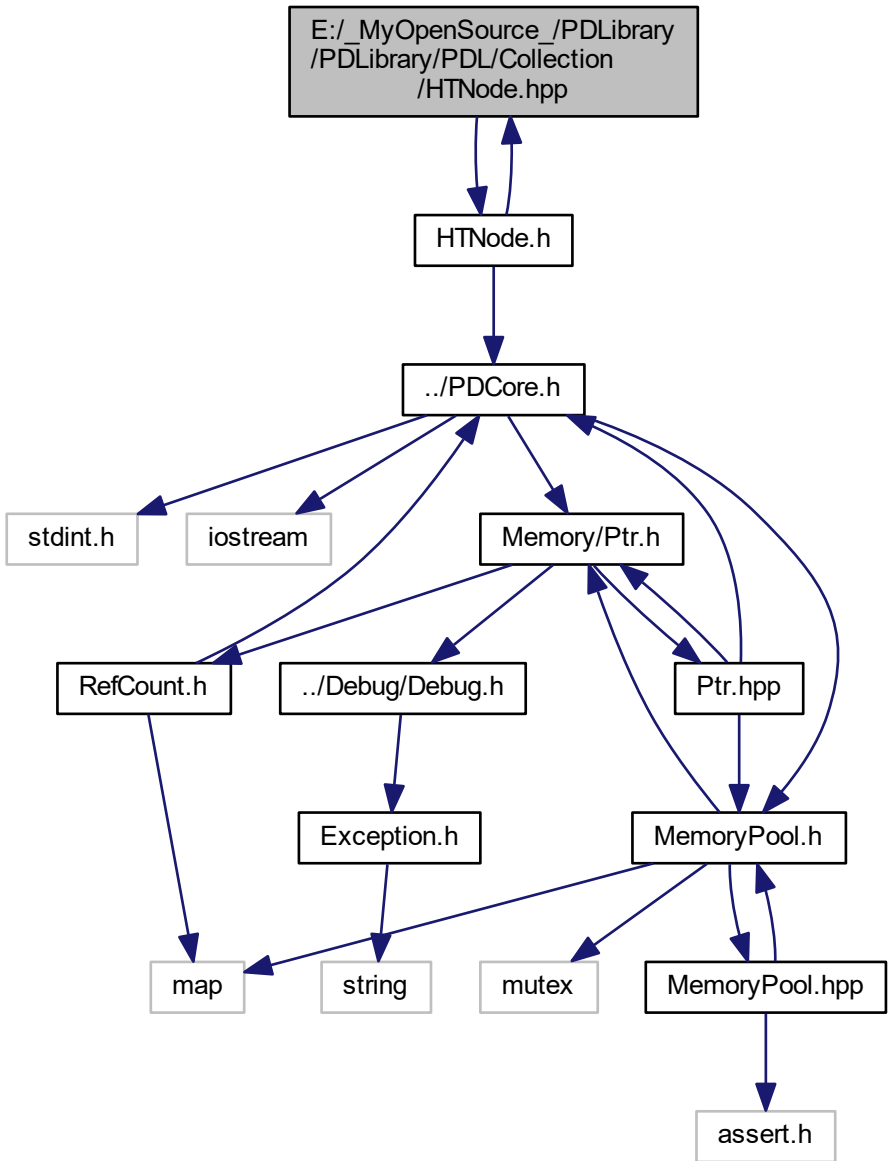 E:/_MyOpenSource_/PDLibrary
/PDLibrary/PDL/Collection
/HTNode.hpp
HTNode.h
../PDCore.h
stdint.h
iostream
Memory/Ptr.h
RefCount.h
../Debug/Debug.h
Ptr.hpp
Exception.h
MemoryPool.h
map
string
mutex
MemoryPool.hpp
assert.h